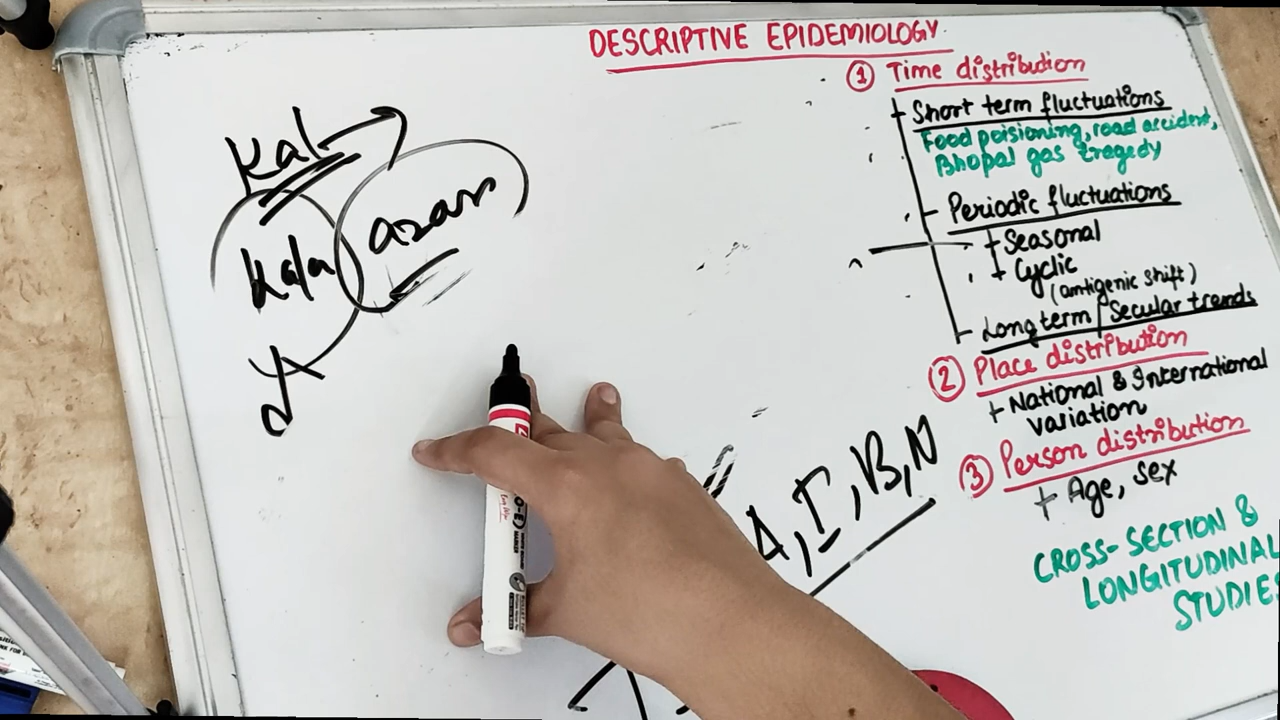 DESCRIPTIVE EPIDEMIOLOGY
① Time distribution
Short term fluctuations
Food poisioning, road accident,
Bhopal gas tragedy
Periodic fluctuations
Seasonal
Cyclic
(antigenic shift)
Long term / Secular trends
② Place distribution
National & International
variation
③ Person distribution
Age, sex
CROSS-SECTION &
LONGITUDINAL
STUDIES
Kal
Kala azar
A, I, B, N
MARKER